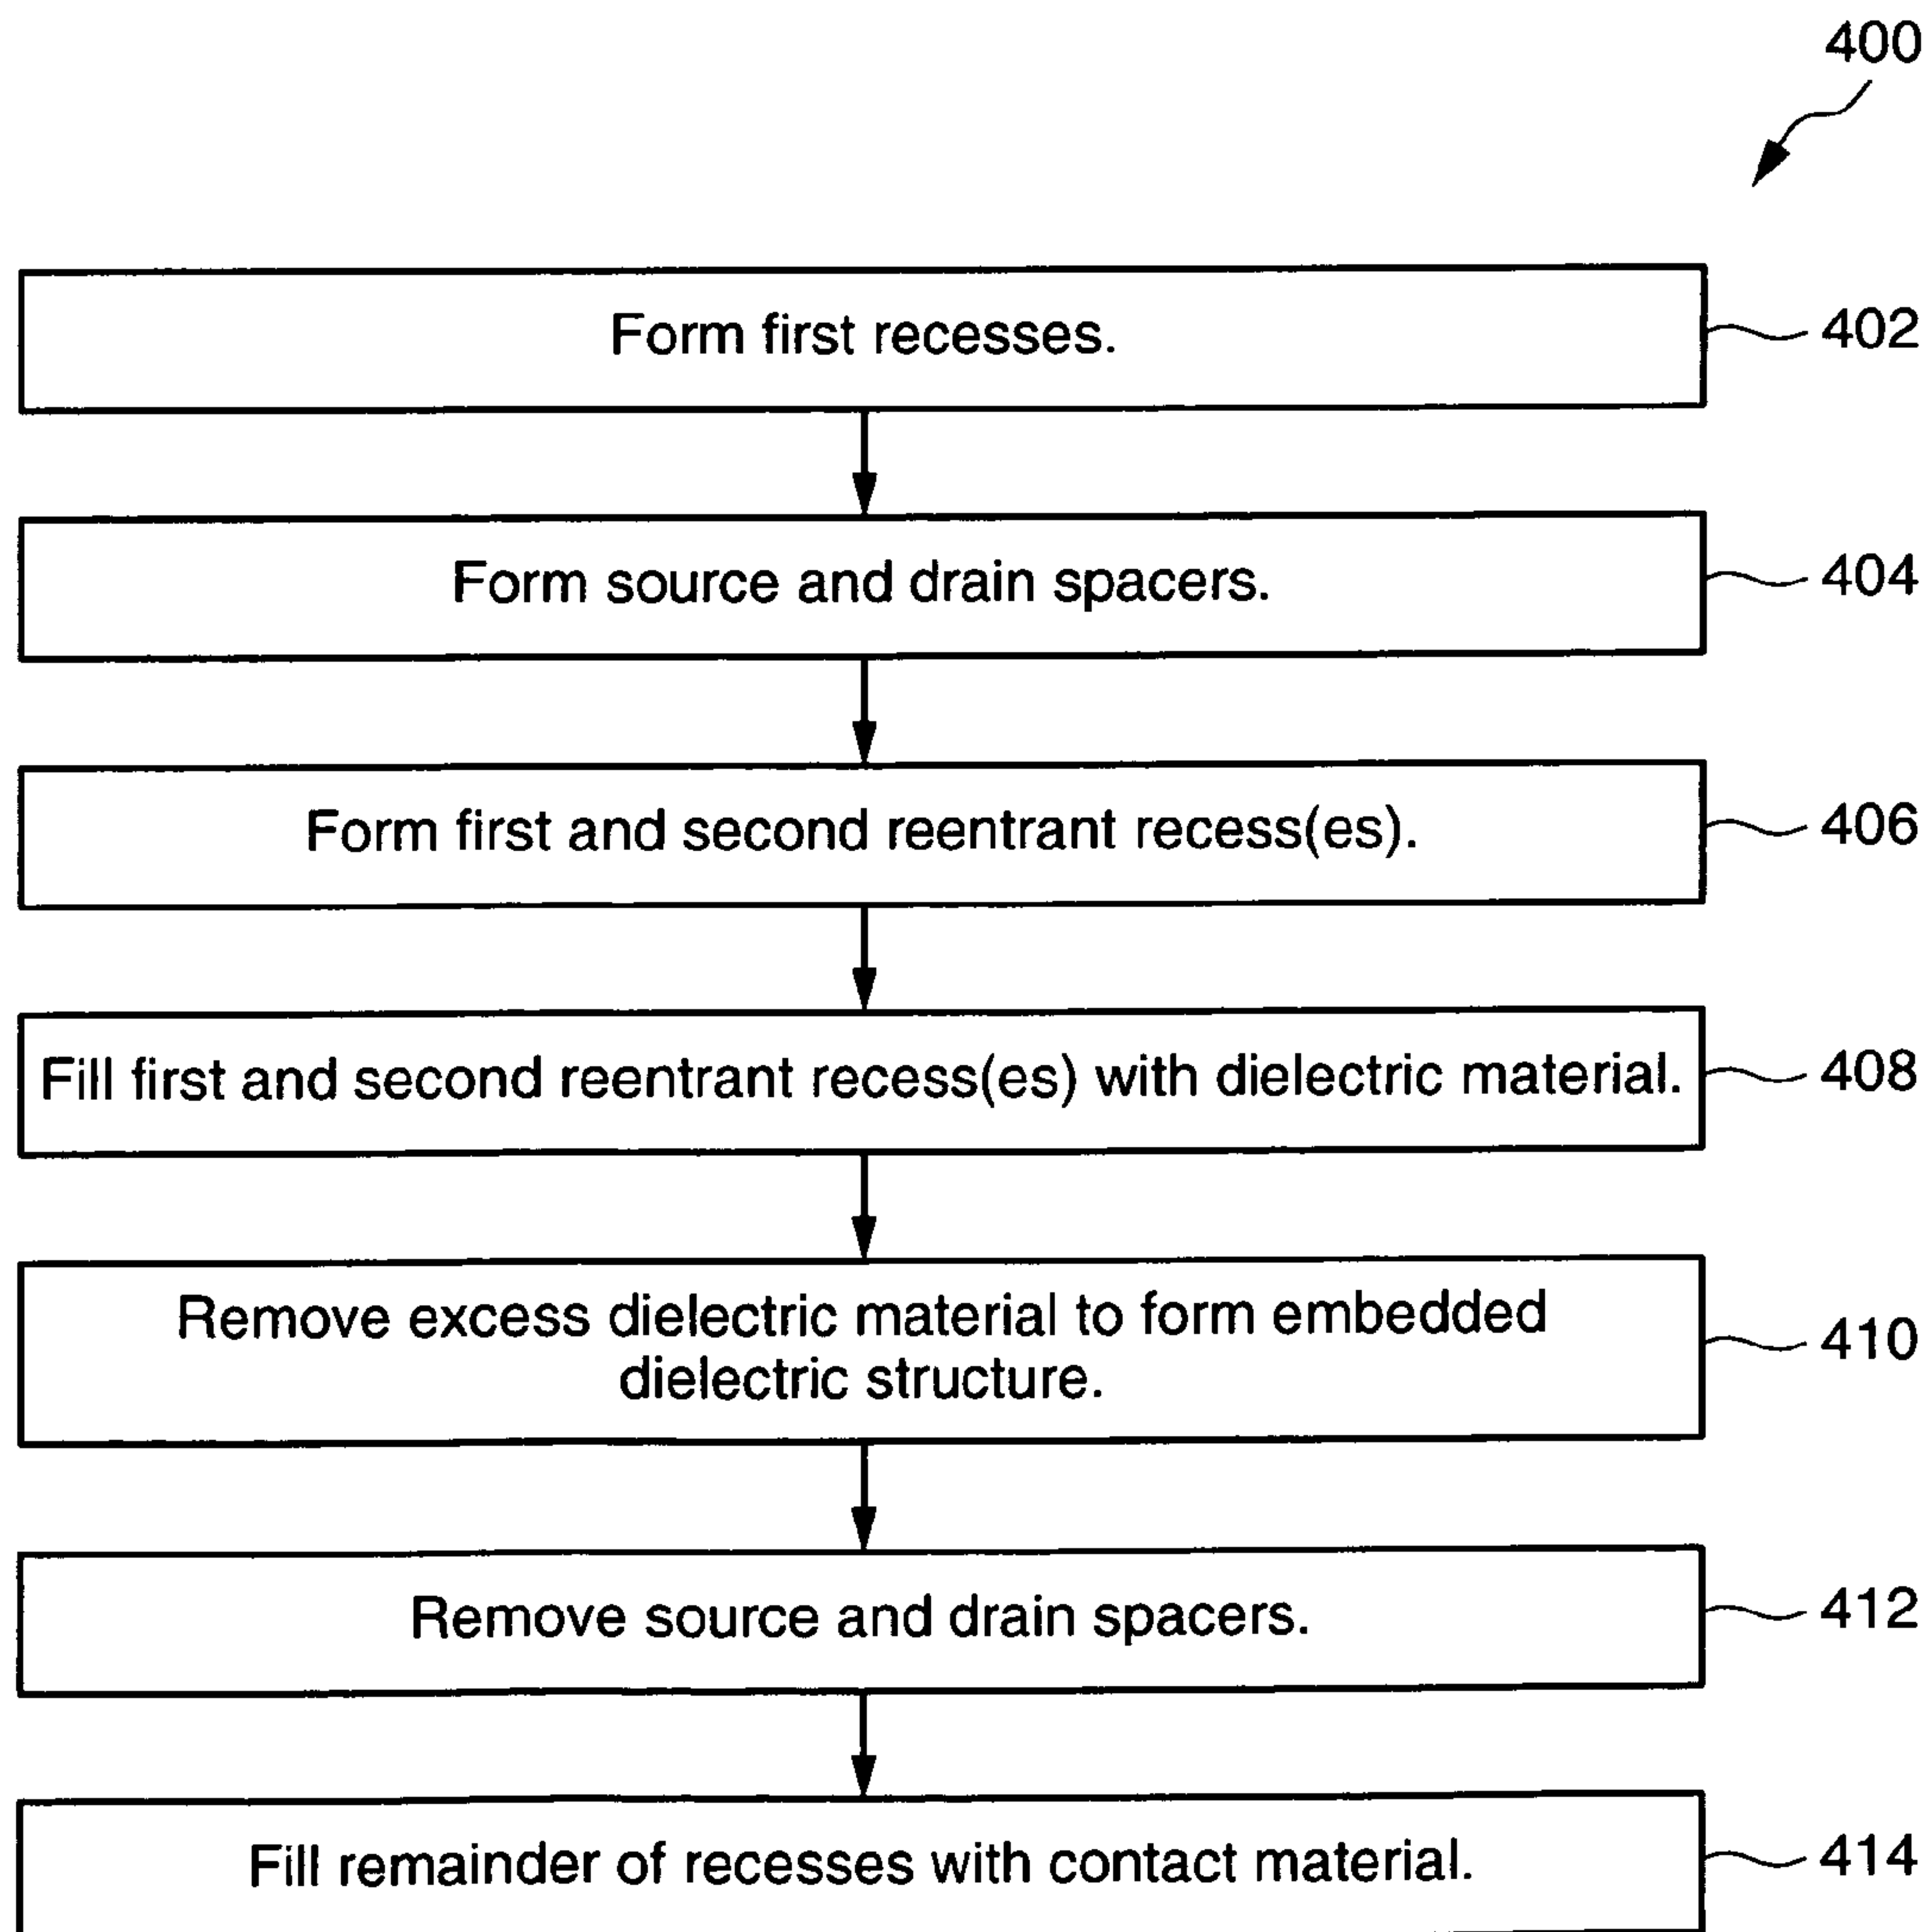 400
Form first recesses.
402
Form source and drain spacers.
404
Form first and second reentrant recess(es).
406
Fill first and second reentrant recess(es) with dielectric material.
408
Remove excess dielectric material to form embedded
dielectric structure.
410
Remove source and drain spacers.
412
Fill remainder of recesses with contact material.
414